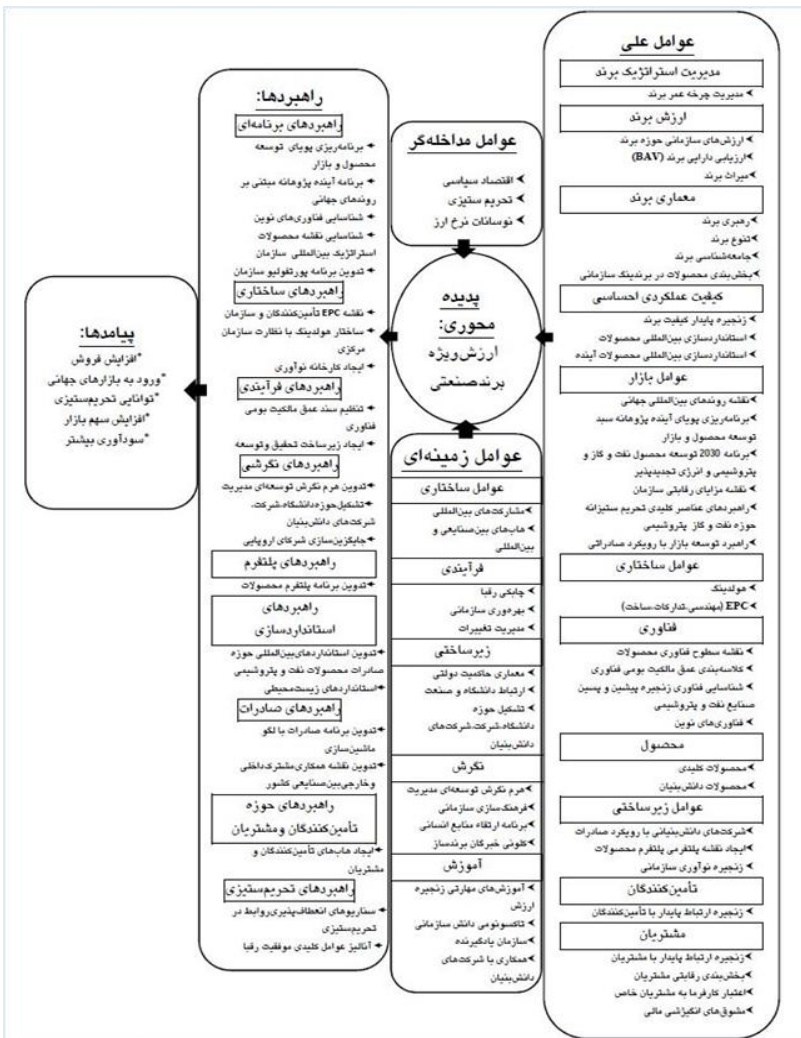 عوامل علی
مدیریت استراتژیک برند
مدیریت چرخه عمر برند
ارزش برند
ارزش‌های سازمانی حوزه برند
ارزیابی دارایی برند (BAV)
میراث برند
معماری برند
رهبری برند
تنوع برند
جامعه‌شناسی برند
بخش‌بندی محصولات در برندینگ سازمانی
کیفیت عملکردی احساسی
زنجیره پایدار کیفیت برند
استانداردسازی بین‌المللی محصولات
استانداردسازی بین‌المللی محصولات آینده
عوامل بازار
نقشه روندهای بین‌المللی جهانی
برنامه‌ریزی پویای آینده پژوهانه سبد
توسعه محصول و بازار
برنامه 2030 توسعه محصول نفت و گاز و
پتروشیمی و انرژی تجدیدپذیر
نقشه مزایای رقابتی سازمان
راهبردهای عناصر کلیدی تحریم ستیزانه
حوزه نفت و گاز پتروشیمی
راهبرد توسعه بازار با رویکرد صادراتی
عوامل ساختاری
هولدینگ
EPC (مهندسی،تدارکات،ساخت)
فناوری
نقشه سطوح فناوری محصولات
کلاسه‌بندی عمق مالکیت بومی فناوری
شناسایی فناوری زنجیره پیشین و پسین
صنایع نفت و پتروشیمی
فناوری‌های نوین
محصول
محصولات کلیدی
محصولات دانش‌بنیان
عوامل زیرساختی
شرکت‌های دانش‌بنیانی با رویکرد صادرات
ایجاد نقشه پلتفرمی پلتفرم محصولات
زنجیره نوآوری سازمانی
تأمین‌کنندگان
زنجیره ارتباط پایدار با تأمین‌کنندگان
مشتریان
زنجیره ارتباط پایدار با مشتریان
بخش‌بندی رقابتی مشتریان
اعتبار کارفرما به مشتریان خاص
مشوق‌های انگیزشی مالی
عوامل مداخله‌گر
اقتصاد سیاسی
تحریم ستیزی
نوسانات نرخ ارز
پدیده
محوری:
ارزش‌ویژه
برندصنعتی
عوامل زمینه‌ای
عوامل ساختاری
مشارکت‌های بین‌المللی
هاب‌های بین‌صنایعی و
بین‌المللی
فرآیندی
چابکی رقبا
بهره‌وری سازمانی
مدیریت تغییرات
زیرساختی
معماری حاکمیت دولتی
ارتباط دانشگاه و صنعت
تشکیل حوزه
دانشگاه،شرکت،شرکت‌های
دانش‌بنیان
نگرش
هرم نگرش توسعه‌ای مدیریت
فرهنگ‌سازی سازمانی
برنامه ارتقاء منابع انسانی
کلونی خبرگان برندساز
آموزش
آموزش‌های مهارتی زنجیره
ارزش
تاکسونومی دانش سازمانی
سازمان یادگیرنده
همکاری با شرکت‌های
دانش‌بنیان
راهبردها:
راهبردهای برنامه‌ای
برنامه‌ریزی پویای توسعه
محصول و بازار
برنامه آینده پژوهانه مبتنی بر
روندهای جهانی
شناسایی فناوری‌های نوین
شناسایی نقشه محصولات
استراتژیک بین‌المللی سازمان
تدوین برنامه پورتفولیو سازمان
راهبردهای ساختاری
نقشه EPC تأمین‌کنندگان و سازمان
ساختار هولدینگ با نظارت سازمان
مرکزی
ایجاد کارخانه نوآوری
راهبردهای فرآیندی
تنظیم سند عمق مالکیت بومی
فناوری
ایجاد زیرساخت تحقیق وتوسعه
راهبردهای نگرشی
تدوین هرم نگرش توسعه‌ای مدیریت
تشکیل‌حوزه‌دانشگاه،شرکت،
شرکت‌های دانش‌بنیان
جایگزین‌سازی شرکای اروپایی
راهبردهای پلتفرم
تدوین برنامه پلتفرم محصولات
راهبردهای
استانداردسازی
تدوین استانداردهای‌بین‌المللی حوزه
صادرات محصولات نفت و پتروشیمی
استانداردهای زیست‌محیطی
راهبردهای صادرات
تدوین برنامه صادرات با لگو
ماشین‌سازی
تدوین نقشه همکاری‌مشترک‌داخلی
وخارجی‌بین‌صنایعی کشور
راهبردهای حوزه
تأمین‌کنندگان ومشتریان
ایجاد هاب‌های تأمین‌کنندگان و
مشتریان
راهبردهای تحریم‌ستیزی
سناریوهای انعطاف‌پذیری‌روابط در
تحریم‌ستیزی
آنالیز عوامل کلیدی موفقیت رقبا
پیامدها:
*افزایش فروش
*ورود به بازارهای جهانی
*توانایی تحریم‌ستیزی
*افزایش سهم بازار
*سودآوری بیشتر